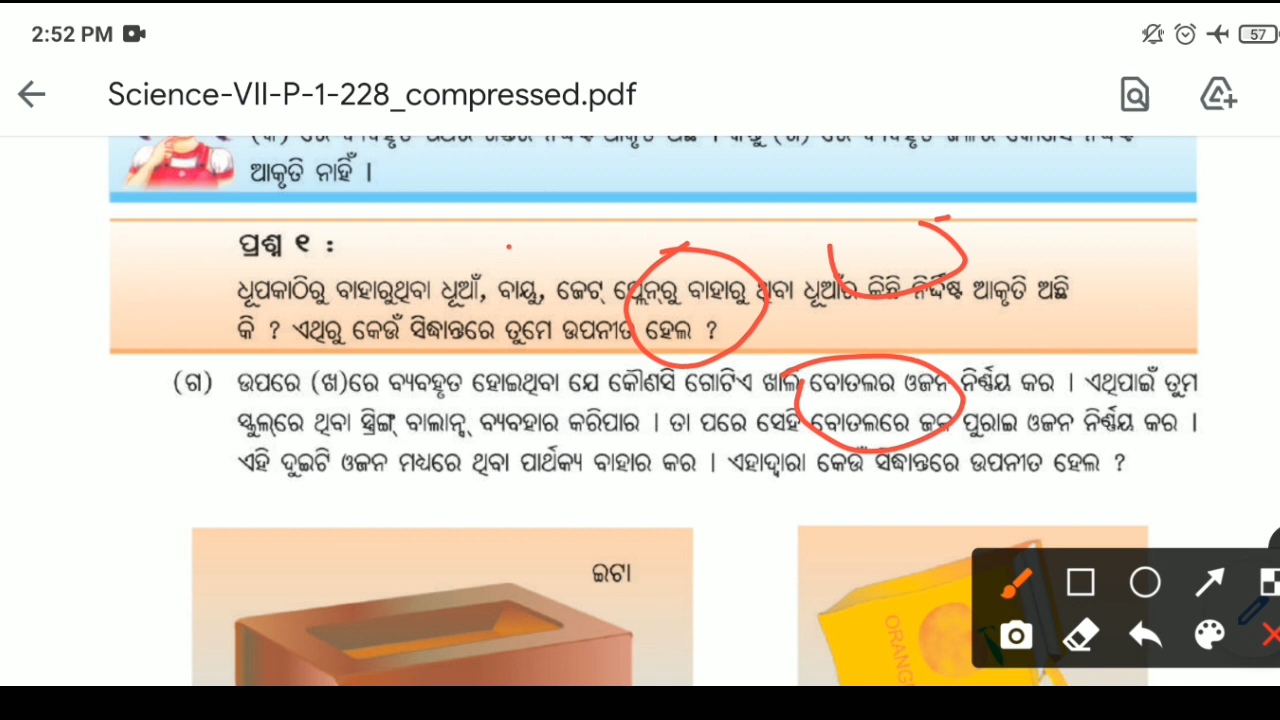 2:52 PM
57
Science-VII-P-1-228_compressed.pdf
ଆକୃତି ନାହିଁ ।
ପ୍ରଶ୍ନ ୧ :
ଧୂପକାଠିରୁ ବାହାରୁଥିବା ଧୂଆଁ, ବାୟୁ, ଜେଟ୍ ପ୍ଲେନ୍‌ରୁ ବାହାରୁ ଥିବା ଧୂଆଁର କିଛି ନିର୍ଦ୍ଦିଷ୍ଟ ଆକୃତି ଅଛି
କି ? ଏଥିରୁ କେଉଁ ସିଦ୍ଧାନ୍ତରେ ତୁମେ ଉପନୀତ ହେଲ ?
(ଗ) ଉପରେ (ଖ)ରେ ବ୍ୟବହୃତ ହୋଇଥିବା ଯେ କୌଣସି ଗୋଟିଏ ଖାଲି ବୋତଲର ଓଜନ ନିର୍ଣ୍ଣୟ କର । ଏଥିପାଇଁ ତୁମ
ସ୍କୁଲ୍‌ରେ ଥିବା ସ୍ପ୍ରିଙ୍ଗ୍ ବାଲାନ୍ସ୍ ବ୍ୟବହାର କରିପାର । ତା ପରେ ସେହି ବୋତଲରେ ଜଳ ପୁରାଇ ଓଜନ ନିର୍ଣ୍ଣୟ କର ।
ଏହି ଦୁଇଟି ଓଜନ ମଧ୍ୟରେ ଥିବା ପାର୍ଥକ୍ୟ ବାହାର କର । ଏହାଦ୍ୱାରା କେଉଁ ସିଦ୍ଧାନ୍ତରେ ଉପନୀତ ହେଲ ?
ଇଟା